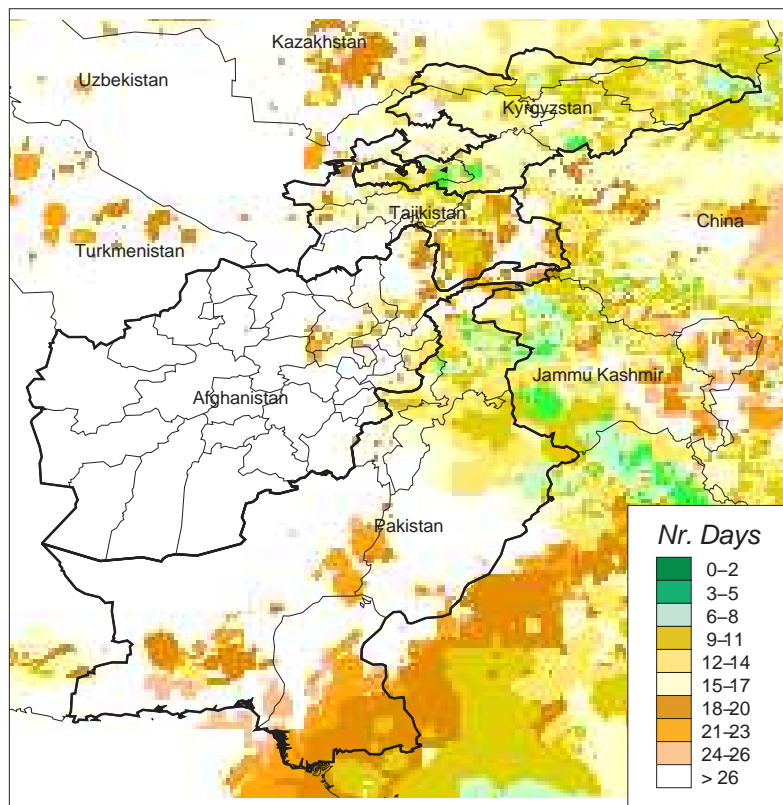 Kazakhstan
Uzbekistan
Kyrgyzstan
Tajikistan
China
Turkmenistan
Jammu Kashmir
Afghanistan
Pakistan
Nr. Days
0–2
3–5
6–8
9–11
12–14
15–17
18–20
21–23
24–26
> 26